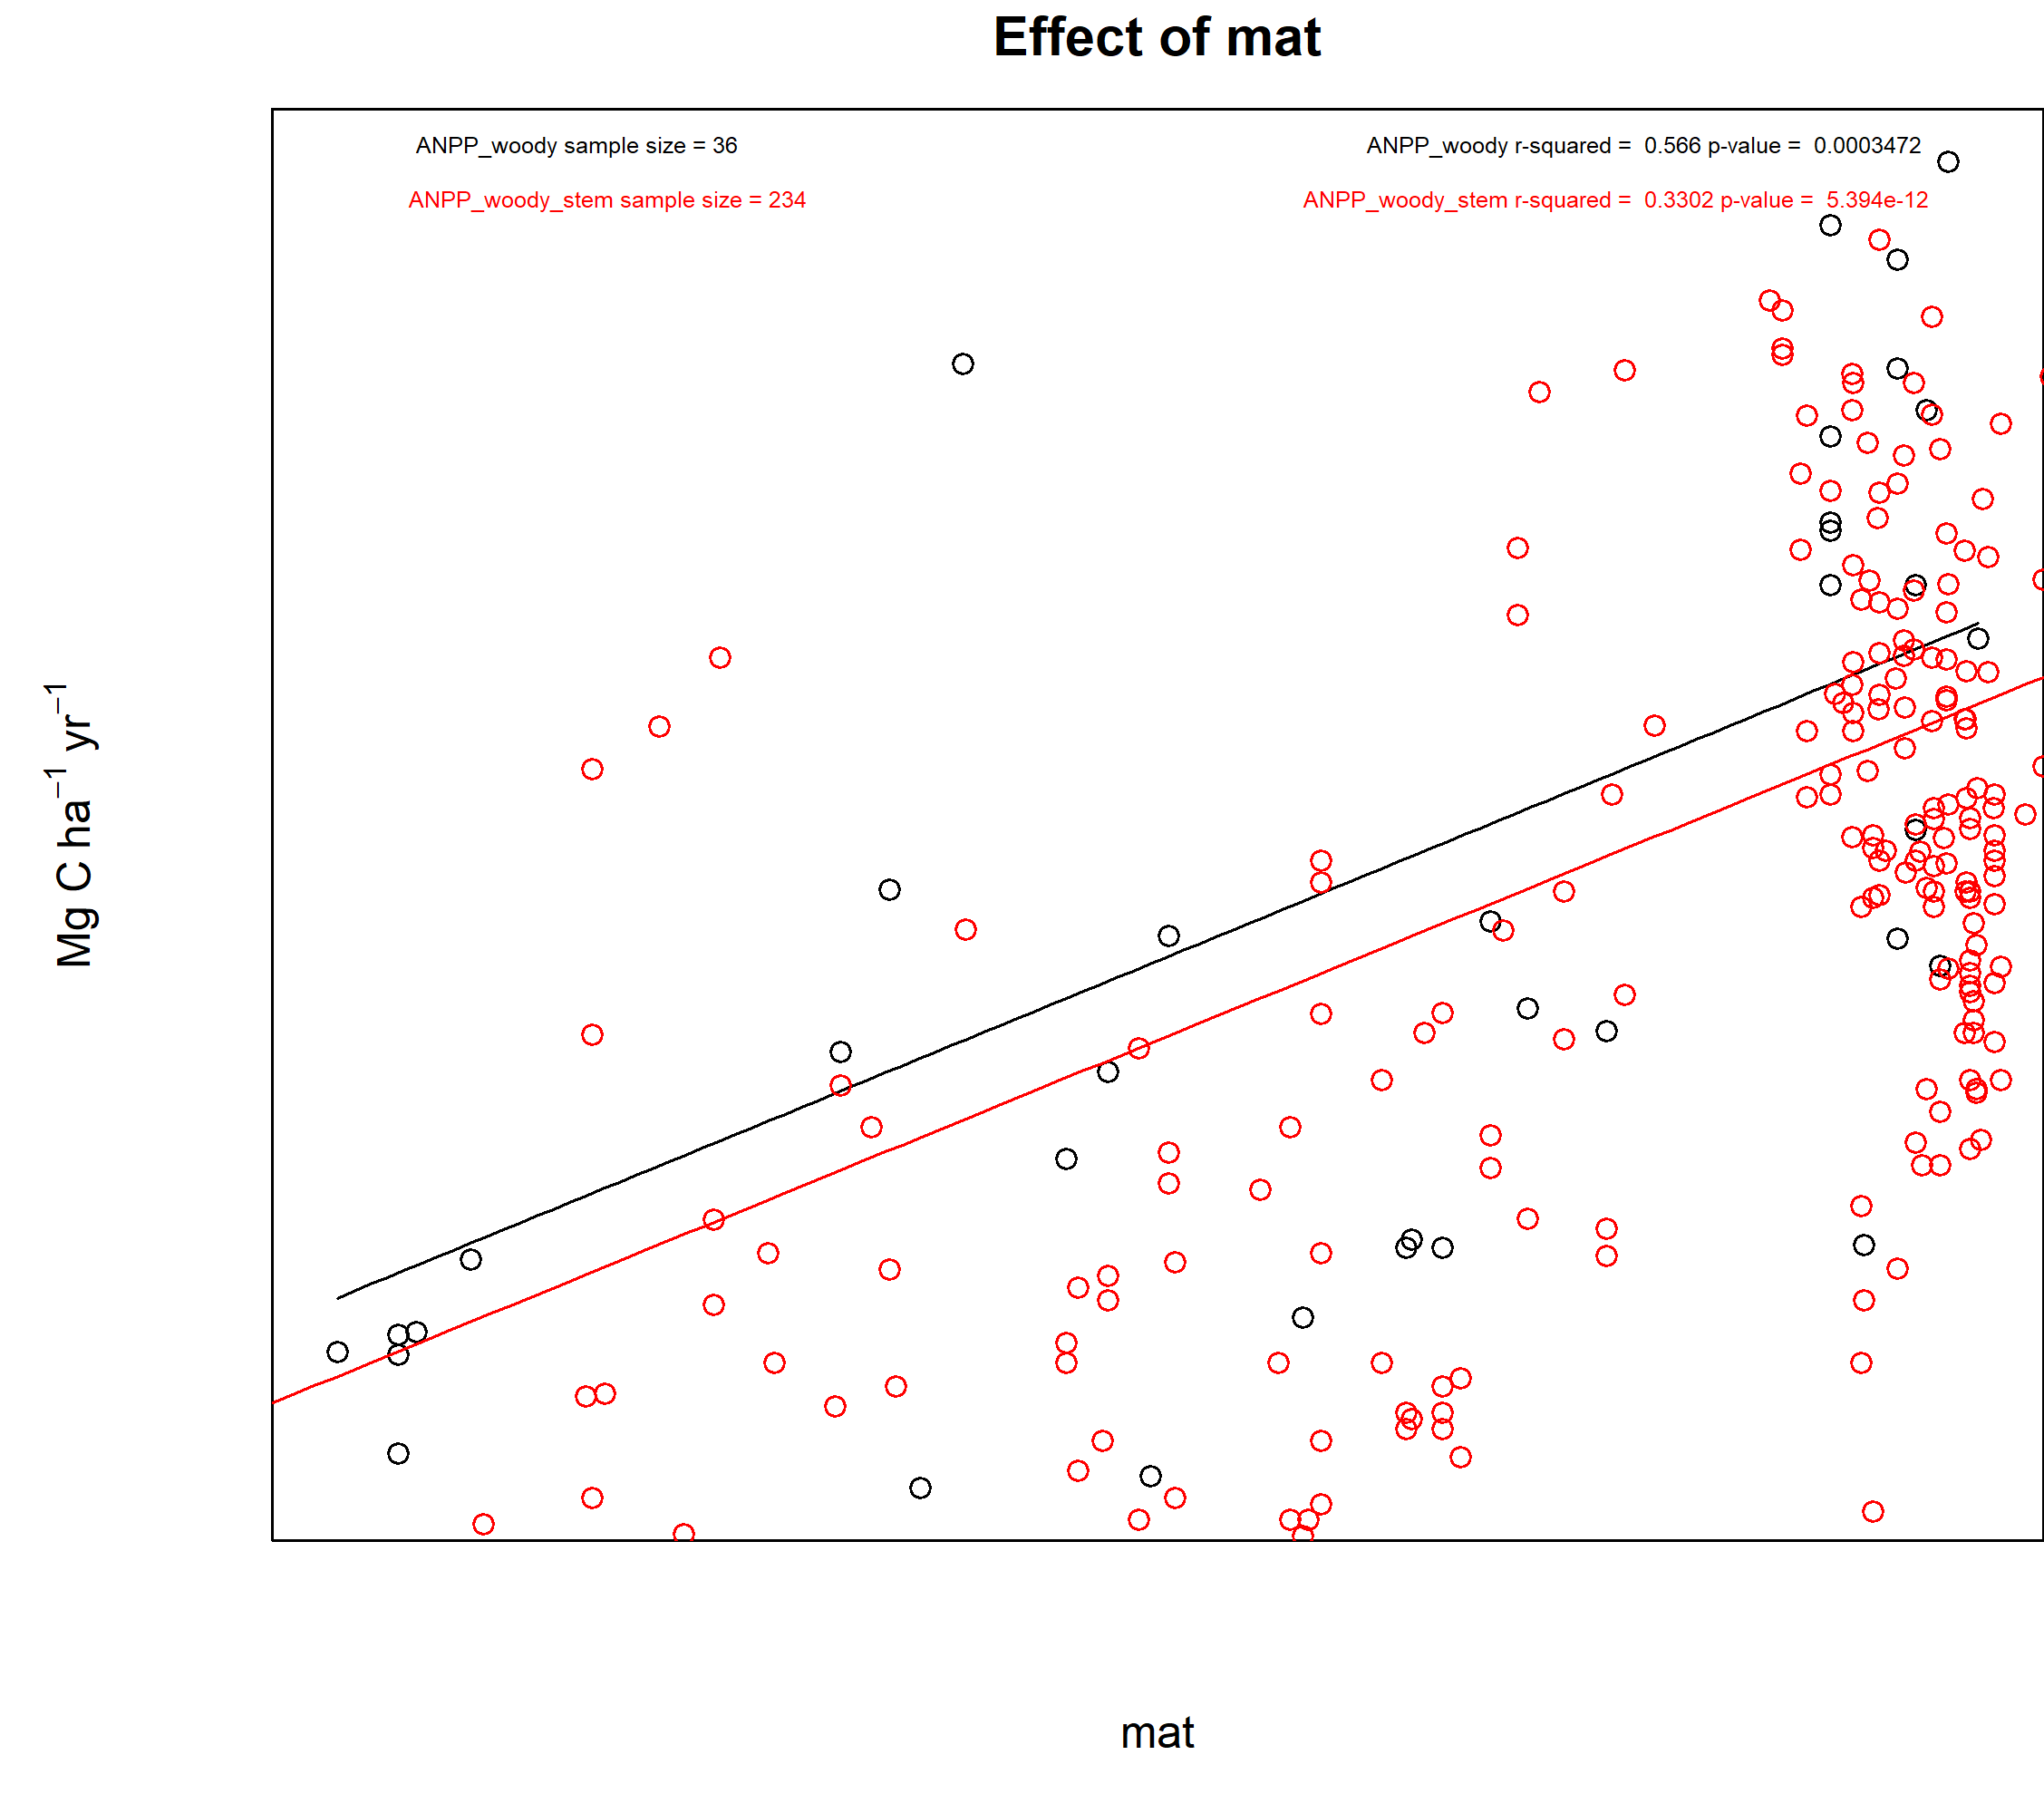 Effect of mat
ANPP_woody sample size = 36
ANPP_woody r-squared =  0.566 p-value =  0.0003472
ANPP_woody_stem sample size = 234
ANPP_woody_stem r-squared =  0.3302 p-value =  5.394e-12
Mg C ha⁻¹ yr⁻¹
mat